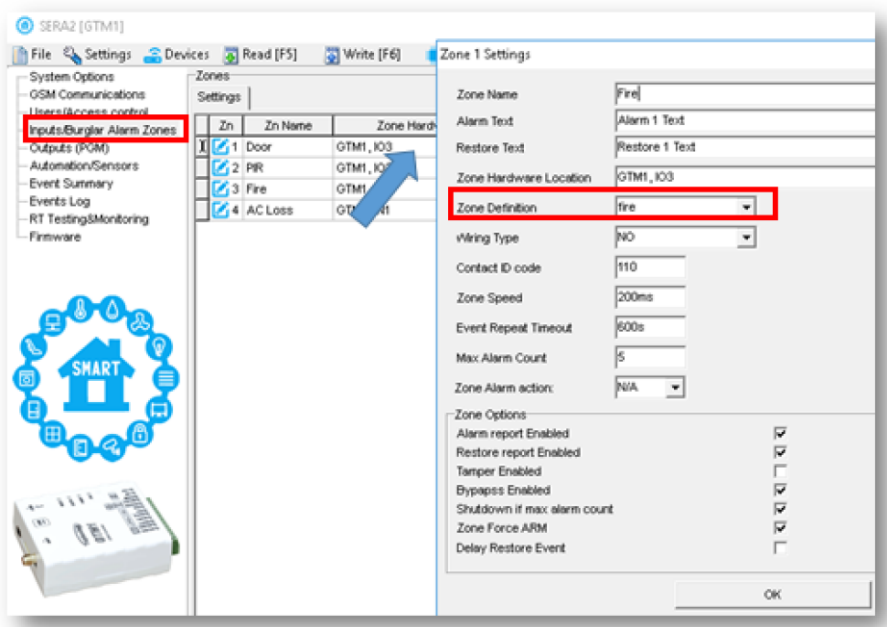 SERA2 [GTM1]
File Settings Devices Read [F5] Write [F6]
System Options
GSM Communications
Users/Access control
Inputs/Burglar Alarm Zones
Outputs (PGM)
Automation/Sensors
Event Summary
Events Log
RT Testing&Monitoring
Firmware
SMART
Zones
Settings
Zn Zn Name Zone Hardw
1 Door GTM1, IO3
2 PIR GTM1, IO
3 Fire GTM1
4 AC Loss GT N1
Zone 1 Settings
Zone Name Fire
Alarm Text Alarm 1 Text
Restore Text Restore 1 Text
Zone Hardware Location GTM1, IO3
Zone Definition fire
Wiring Type NO
Contact ID code 110
Zone Speed 200ms
Event Repeat Timeout 600s
Max Alarm Count 5
Zone Alarm action: N/A
Zone Options
Alarm report Enabled
Restore report Enabled
Tamper Enabled
Bypapss Enabled
Shutdown if max alarm count
Zone Force ARM
Delay Restore Event
OK